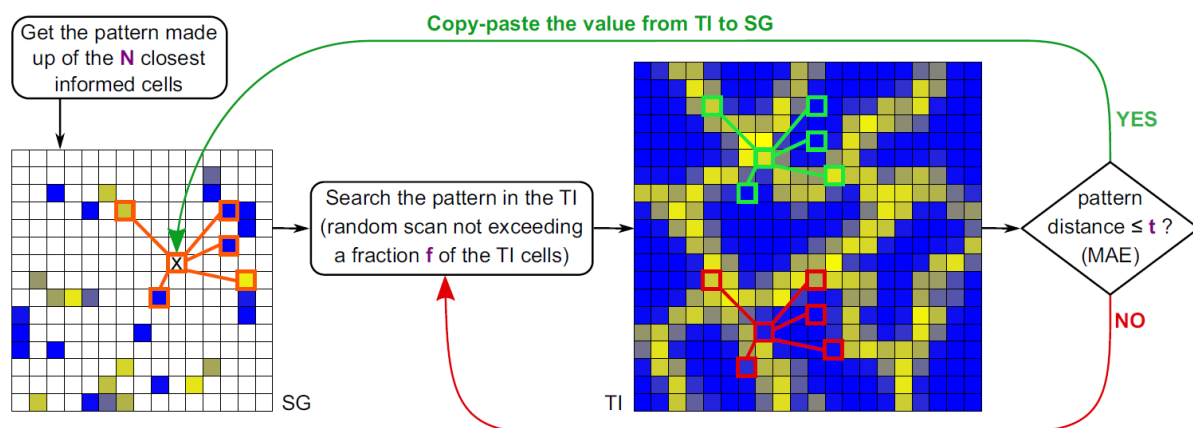 Copy-paste the value from TI to SG
Get the pattern made
up of the N closest
informed cells
X
SG
Search the pattern in the TI
(random scan not exceeding
a fraction f of the TI cells)
TI
YES
pattern
distance ≤ t ?
(MAE)
NO